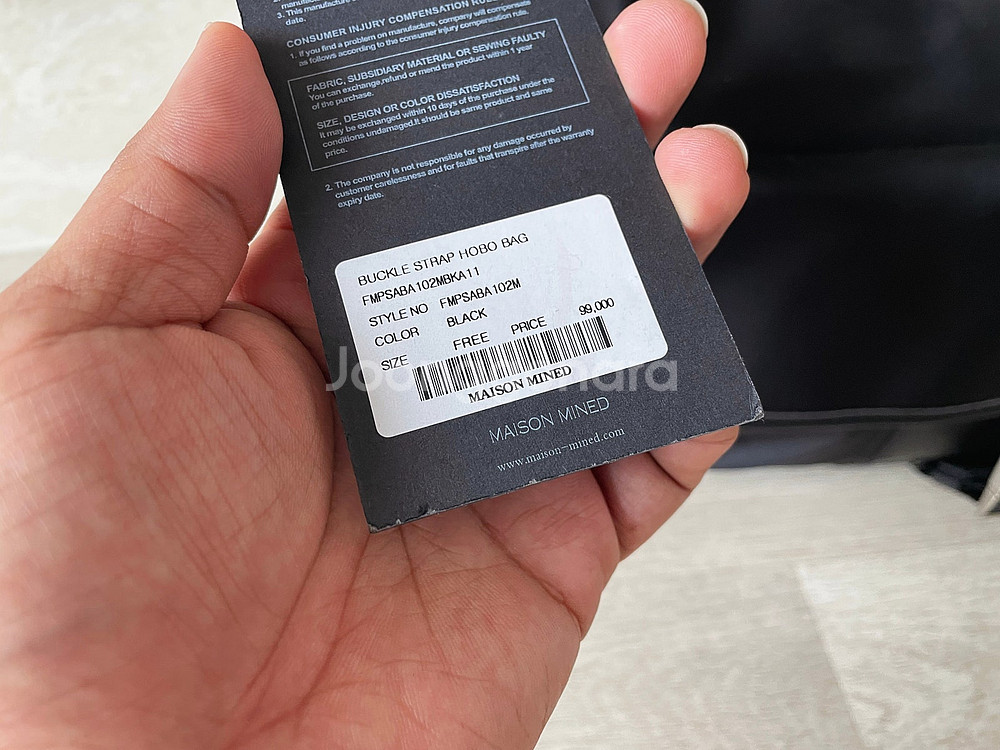 3. This manufacture
date.
CONSUMER INJURY COMPENSATION
1. If you find a problem on manufacture, company will compensate
as follows according to the consumer injury compensation rule.
FABRIC, SUBSIDIARY MATERIAL OR SEWING FAULTY
You can exchange,refund or mend the product within 1 year
of the purchase.
SIZE, DESIGN OR COLOR DISSATISFACTION
It may be exchanged within 10 days of the purchase under the
conditions undamaged.It should be same product and same
price.
2. The company is not responsible for any damage occurred by
customer carelessness and for faults that transpire after the warranty
expiry date.
BUCKLE STRAP HOBO BAG
FMPSABA102MBKA11
STYLE NO FMPSABA102M
COLOR BLACK
SIZE FREE PRICE 99,000
MAISON MINED
MAISON MINED
www.maison-mined.com